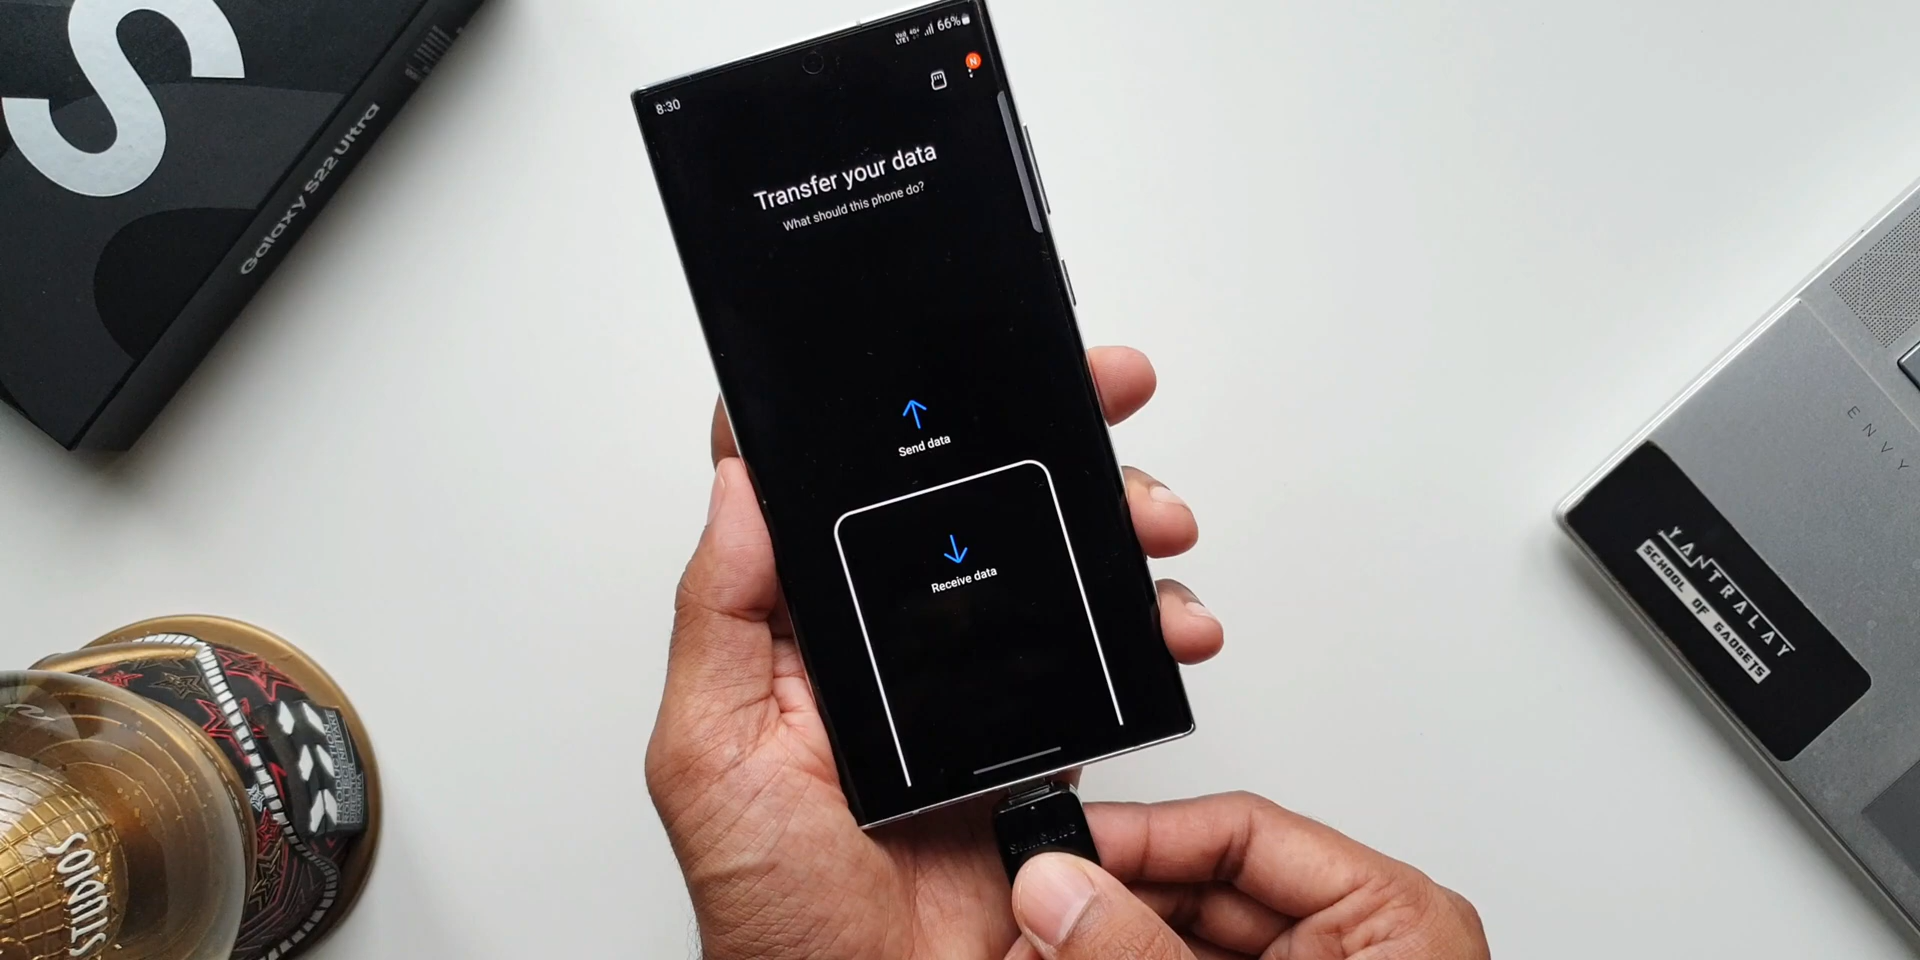 S
Galaxy S22 Ultra
8:30
66%
N
Transfer your data
What should this phone do?
Send data
Receive data
SAMSUNG
ENVY
YANTRALAY
SCHOOL OF GADGETS
STUDIOS